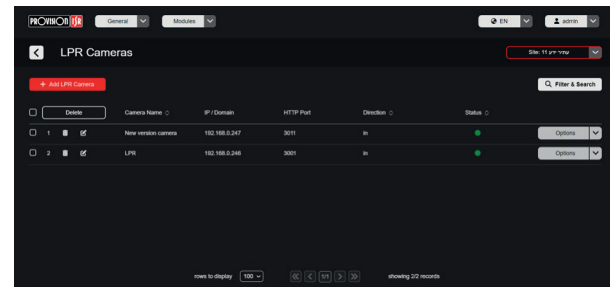 PROVISION ISR General Modules EN admin
LPR Cameras Site: 11 עמיר ידע
+ Add LPR Camera Filter & Search
Delete Camera Name IP / Domain HTTP Port Direction Status
1 New version camera 192.168.0.247 3011 in Options
2 LPR 192.168.0.246 3001 in Options
rows to display 100 1/1 showing 2/2 records